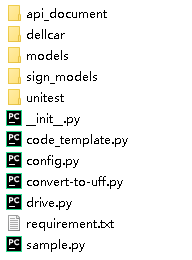 api_document
dellcar
models
sign_models
unitest
__init__.py
code_template.py
config.py
convert-to-uff.py
drive.py
requirement.txt
sample.py